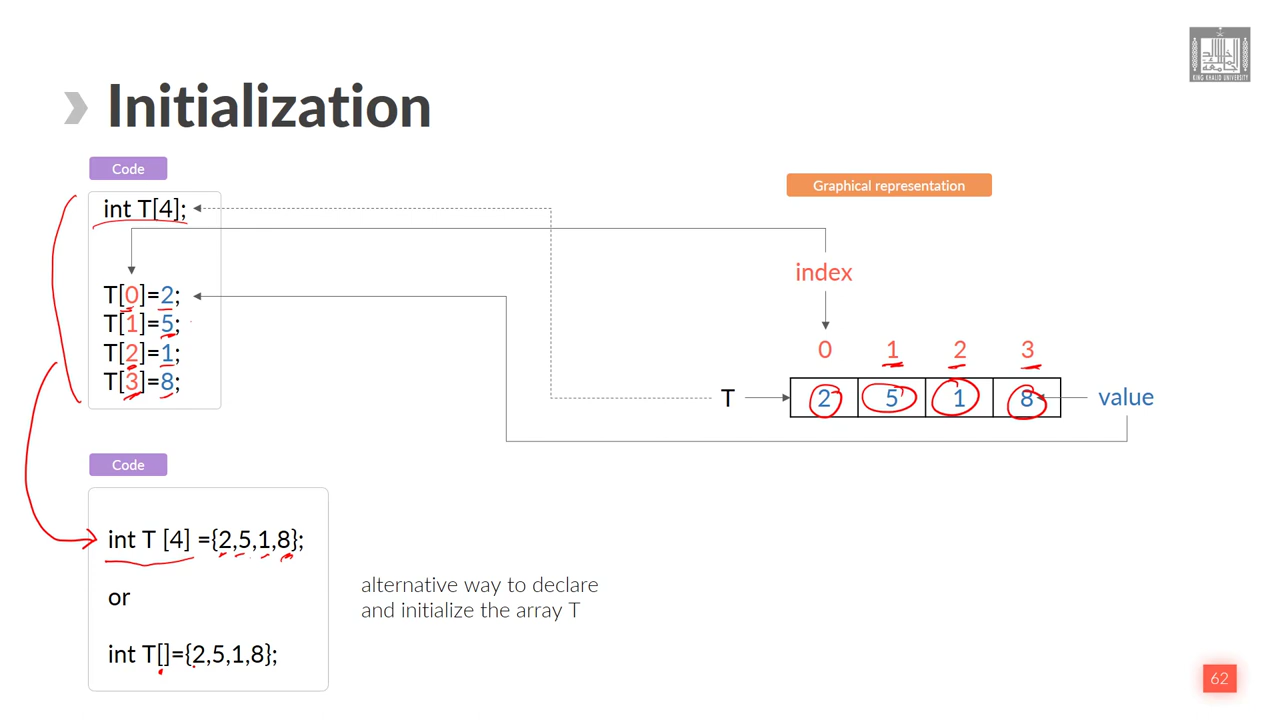 KING KHALID UNIVERSITY
Initialization
Code
int T[4];
T[0]=2;
T[1]=5;
T[2]=1;
T[3]=8;
Graphical representation
index
0 1 2 3
T 2 5 1 8 value
Code
int T [4] ={2,5,1,8};
or
int T[]={2,5,1,8};
alternative way to declare
and initialize the array T
62